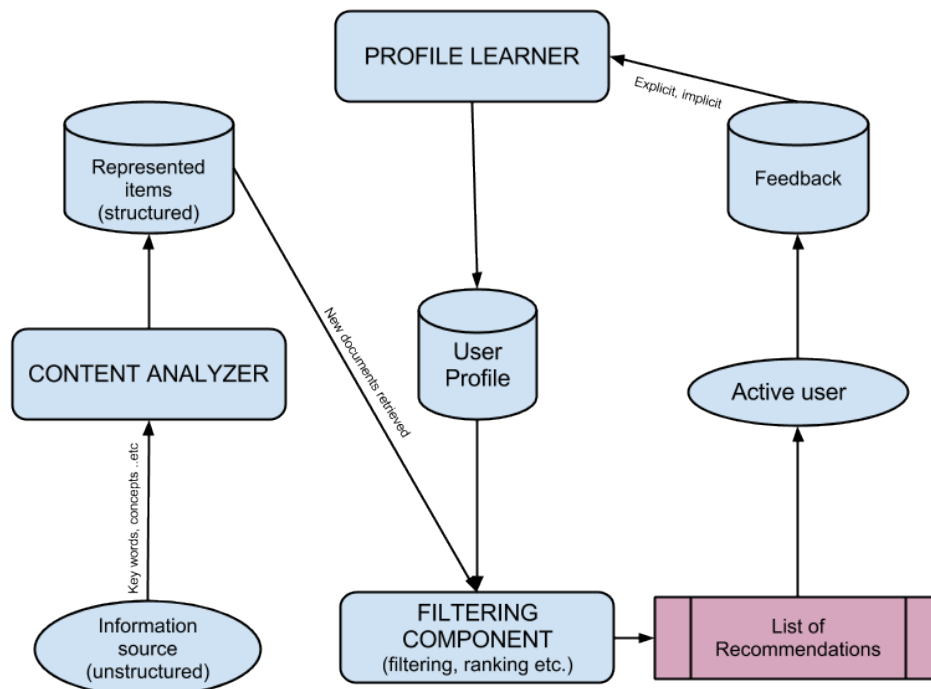 PROFILE LEARNER
Explicit, implicit
Represented
items
(structured)
Feedback
New documents retrieved
User
Profile
CONTENT ANALYZER
Active user
Key words, concepts ..etc
Information
source
(unstructured)
FILTERING
COMPONENT
(filtering, ranking etc.)
List of
Recommendations